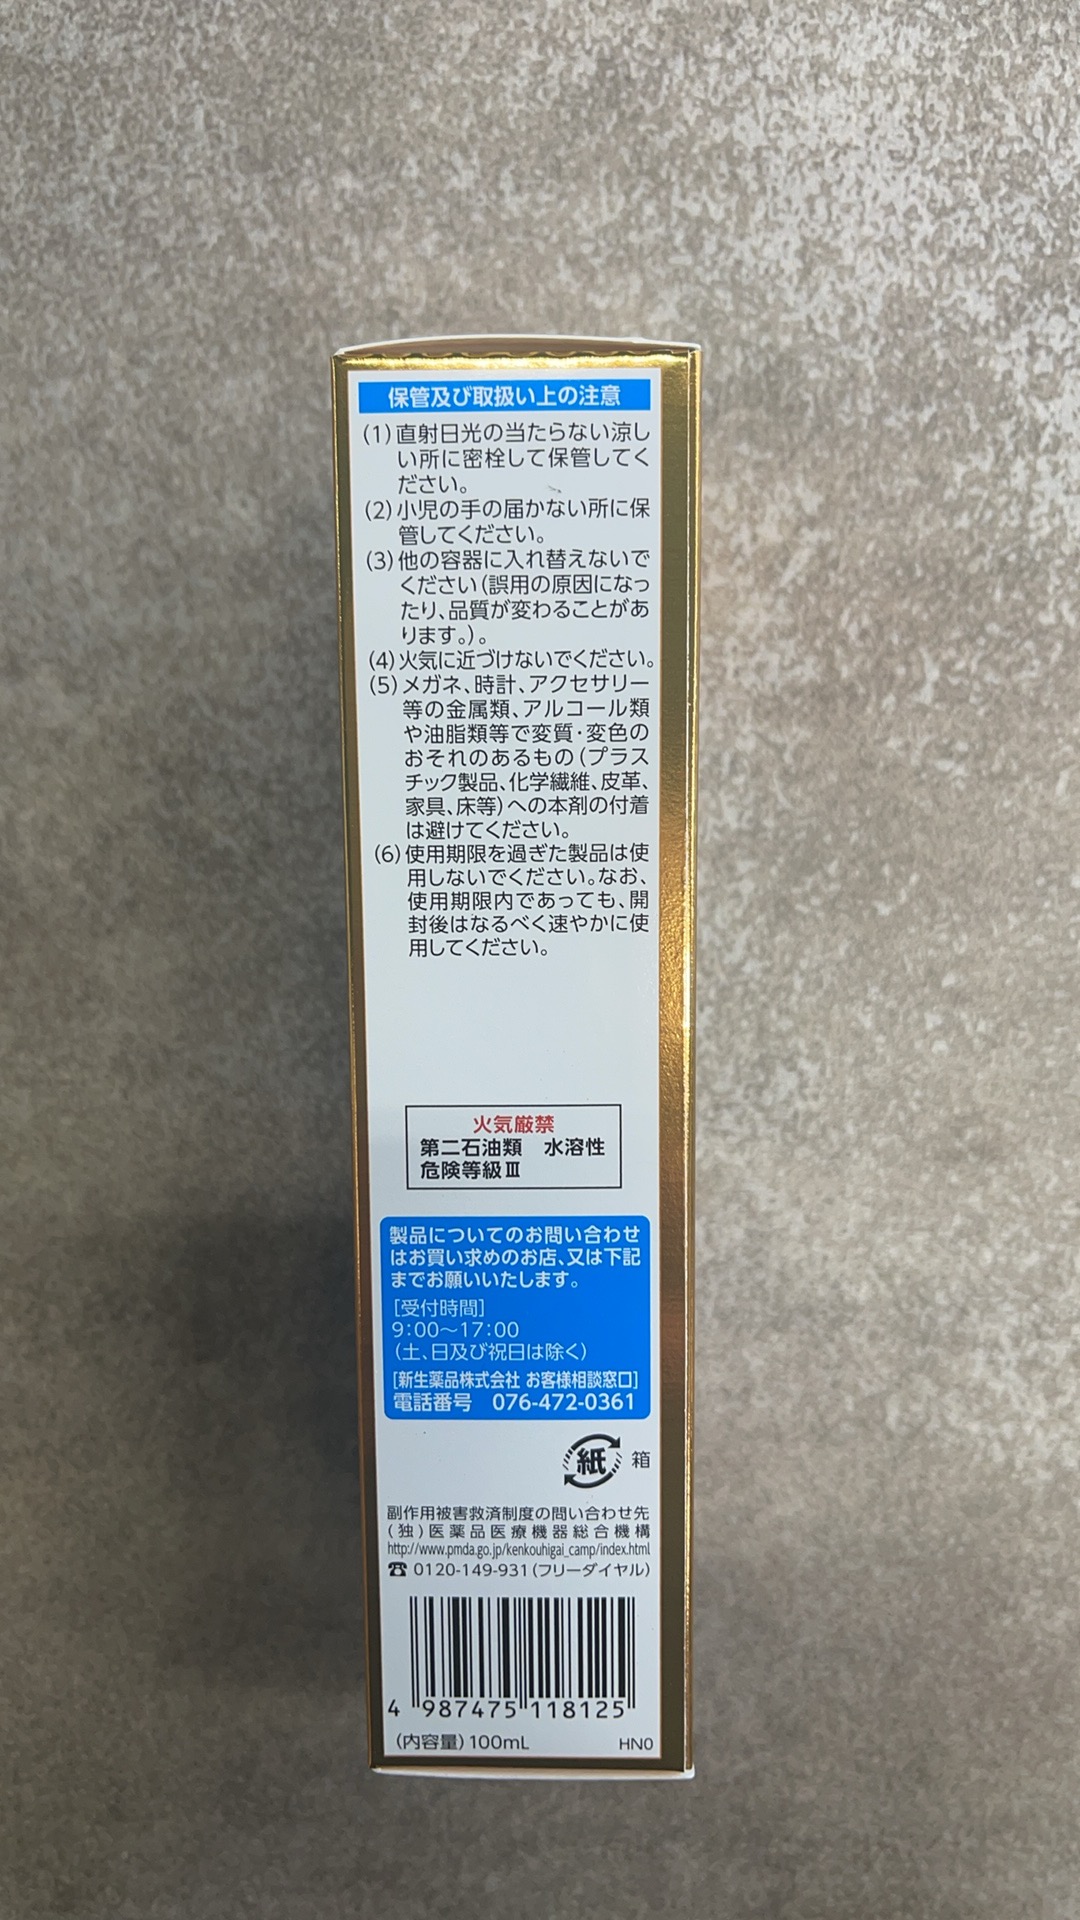 保管及び取扱い上の注意
(1)直射日光の当たらない涼し
い所に密栓して保管してく
ださい。
(2)小児の手の届かない所に保
管してください。
(3)他の容器に入れ替えないで
ください(誤用の原因になっ
たり、品質が変わることがあ
ります。)。
(4)火気に近づけないでください。
(5)メガネ、時計、アクセサリー
等の金属類、アルコール類
や油脂類等で変質・変色の
おそれのあるもの(プラス
チック製品、化学繊維、皮革、
家具、床等)への本剤の付着
は避けてください。
(6)使用期限を過ぎた製品は使
用しないでください。なお、
使用期限内であっても、開
封後はなるべく速やかに使
用してください。
火気厳禁
第二石油類 水溶性
危険等級Ⅲ
製品についてのお問い合わせ
はお買い求めのお店、又は下記
までお願いいたします。
[受付時間]
9:00〜17:00
(土、日及び祝日は除く)
[新生薬品株式会社 お客様相談窓口]
電話番号 076-472-0361
紙 箱
副作用被害救済制度の問い合わせ先
(独)医薬品医療機器総合機構
http://www.pmda.go.jp/kenkouhigai_camp/index.html
☎ 0120-149-931(フリーダイヤル)
4 987475 118125
(内容量)100mL HN0